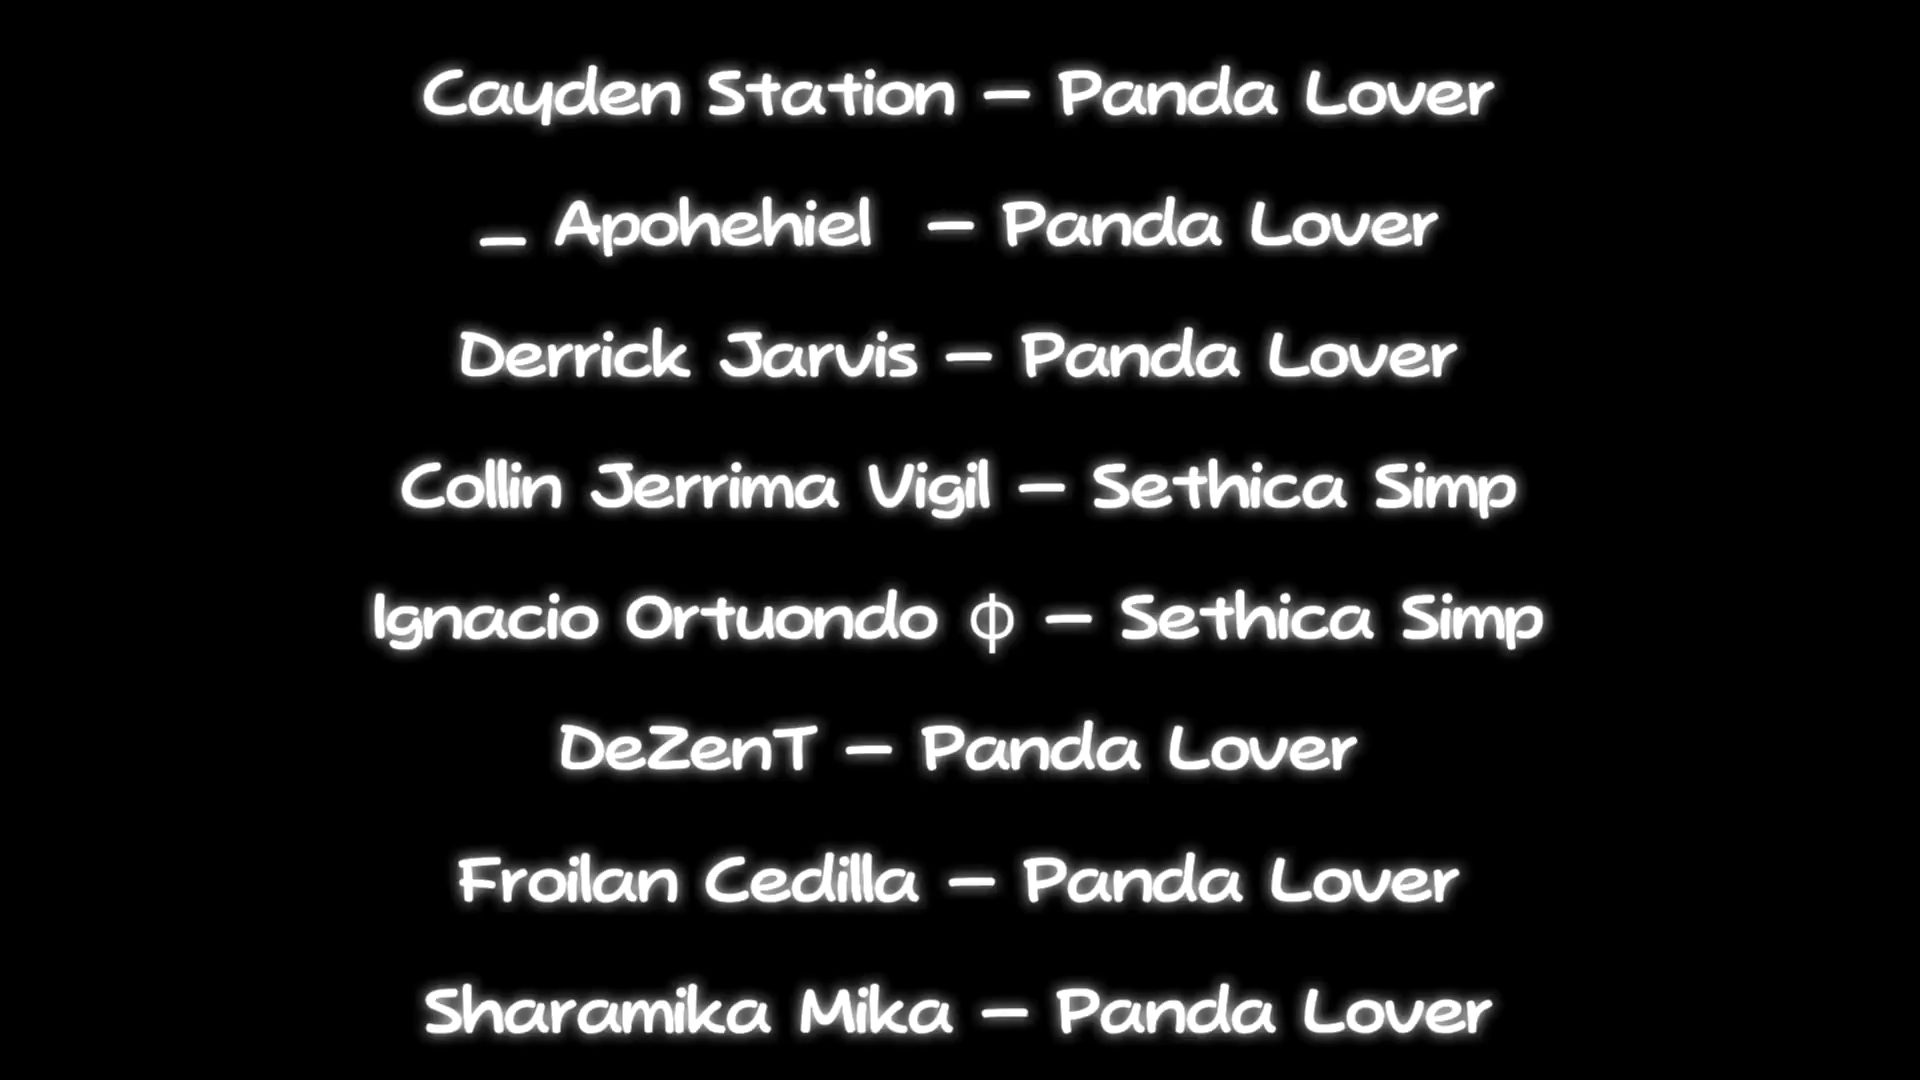 Cayden Station – Panda Lover
_ Apohehiel  – Panda Lover
Derrick Jarvis – Panda Lover
Collin Jerrima Vigil – Sethica Simp
Ignacio Ortuondo ф – Sethica Simp
DeZenT – Panda Lover
Froilan Cedilla – Panda Lover
Sharamika Mika – Panda Lover